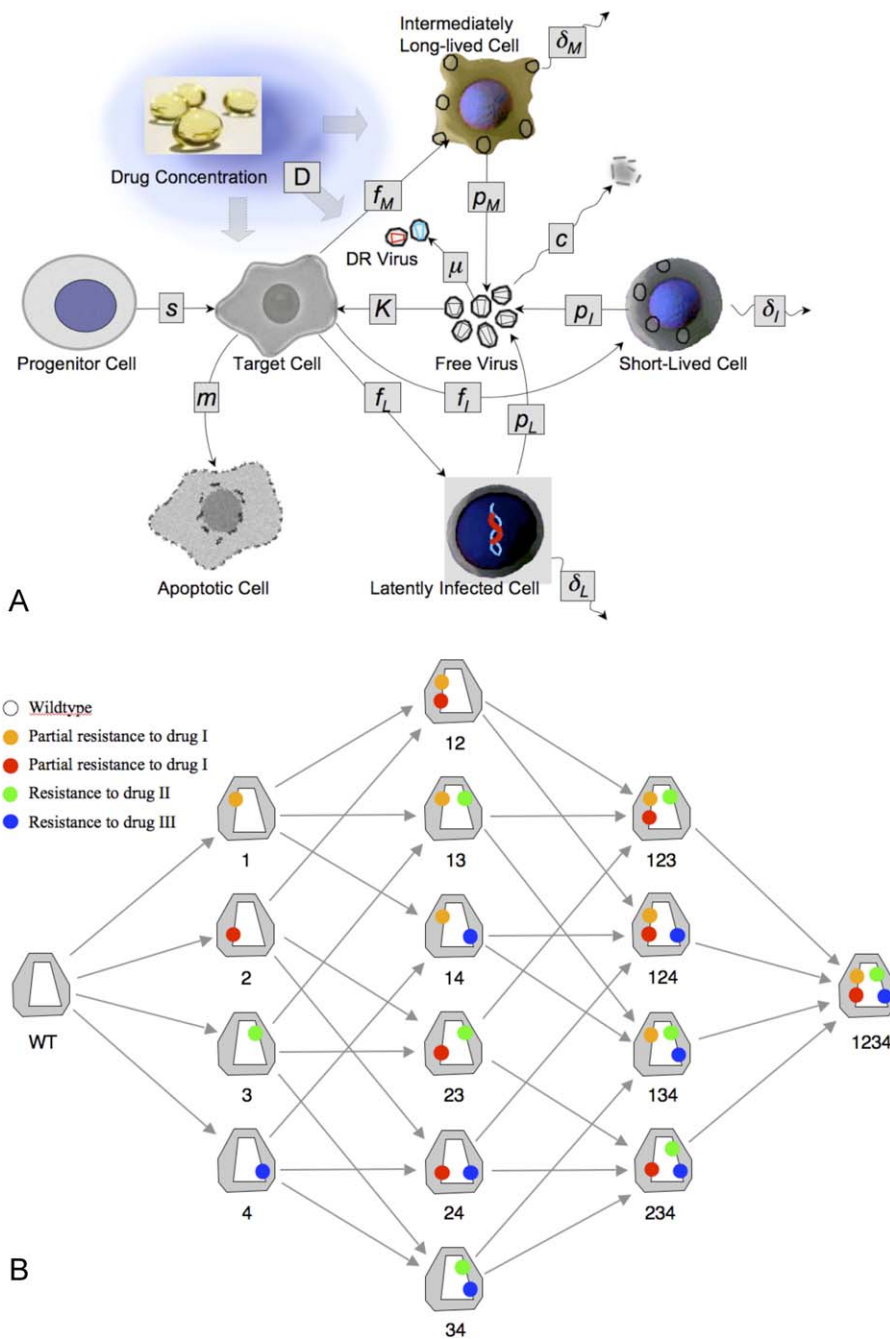 Intermediately
Long-lived Cell
δM
Drug Concentration
D
fM
pM
c
DR Virus
μ
s
K
pI
δI
Progenitor Cell
Target Cell
Free Virus
Short-Lived Cell
m
fL
fI
pL
Apoptotic Cell
Latently Infected Cell
δL
A
Wildtype
Partial resistance to drug I
Partial resistance to drug I
Resistance to drug II
Resistance to drug III
12
1
13
123
2
14
124
WT
1234
3
23
134
4
24
234
B
34